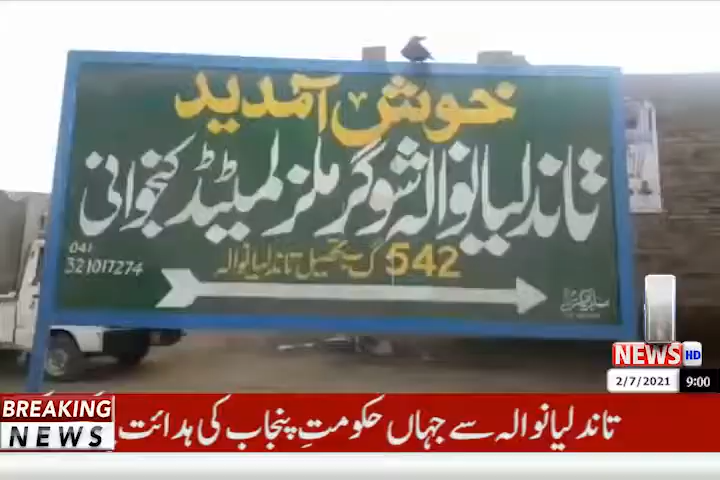 خوش آمدید
تاندلیانوالہ شوگر ملز لمیٹڈ کنجوانی
542 گ ب تحصیل تاندلیانوالہ
041
321017274
NEWS HD
2/7/2021 9:00
BREAKING
NEWS
تاندلیانوالہ سے جہاں حکومتِ پنجاب کی ہدائت